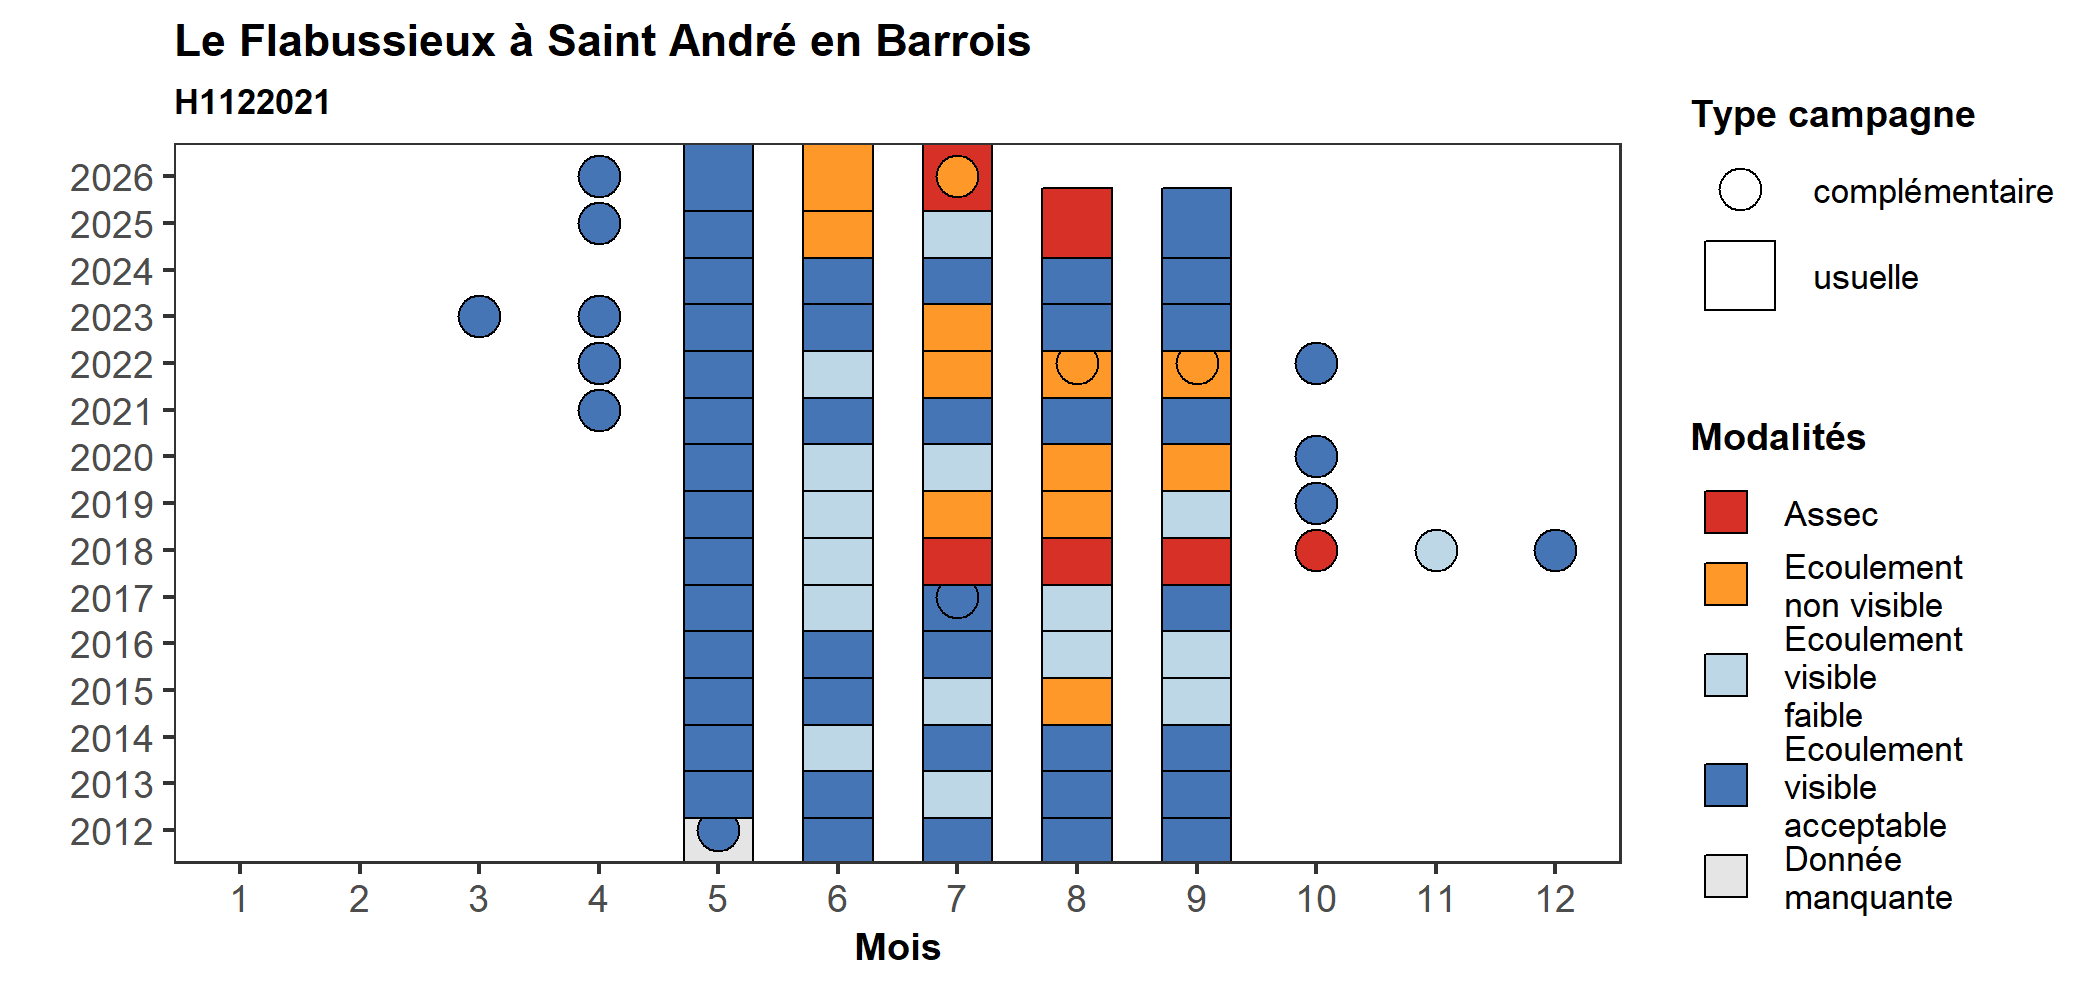 Le Flabussieux à Saint André en Barrois
H1122021
2026
2025
2024
2023
2022
2021
2020
2019
2018
2017
2016
2015
2014
2013
2012
1 2 3 4 5 6 7 8 9 10 11 12
Mois
Type campagne
complémentaire
usuelle
Modalités
Assec
Ecoulement
non visible
Ecoulement
visible
faible
Ecoulement
visible
acceptable
Donnée
manquante